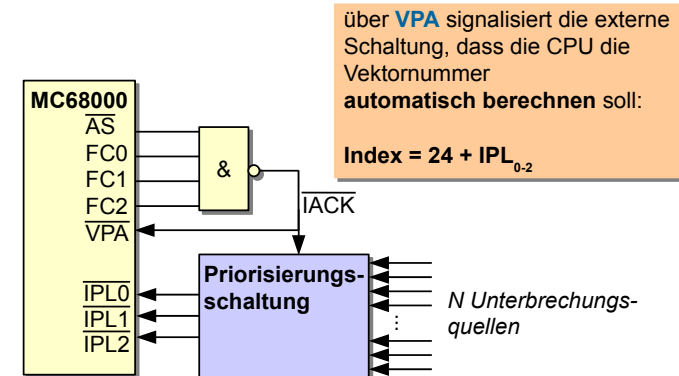 über VPA signalisiert die externe
Schaltung, dass die CPU die
Vektornummer
automatisch berechnen soll:
Index = 24 + IPL0-2
MC68000
AS
FC0
FC1
FC2
VPA
IPL0
IPL1
IPL2
&
IACK
Priorisierungs-
schaltung
N Unterbrechungs-
quellen
...